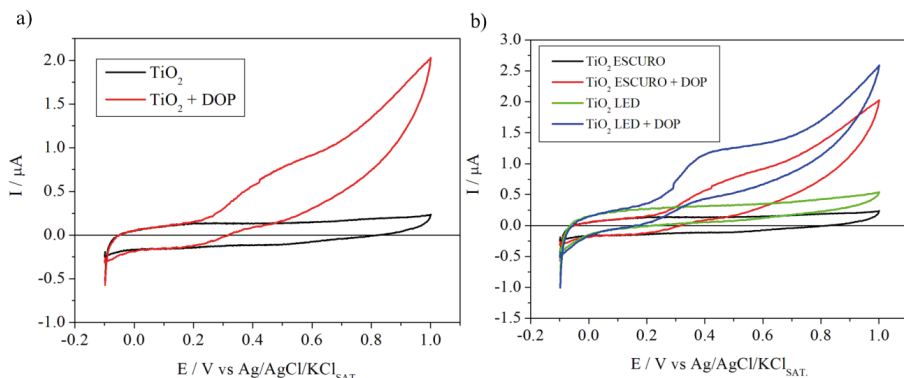 a)
I / µA
2.0
1.5
1.0
0.5
0.0
-0.5
-1.0
TiO2
TiO2 + DOP
-0.2
0.0
0.2
0.4
0.6
0.8
1.0
E / V vs Ag/AgCl/KClSAT.
b)
I / µA
3.0
2.5
2.0
1.5
1.0
0.5
0.0
-0.5
-1.0
-1.5
TiO2 ESCURO
TiO2 ESCURO + DOP
TiO2 LED
TiO2 LED + DOP
-0.2
0.0
0.2
0.4
0.6
0.8
1.0
E / V vs Ag/AgCl/KClSAT.